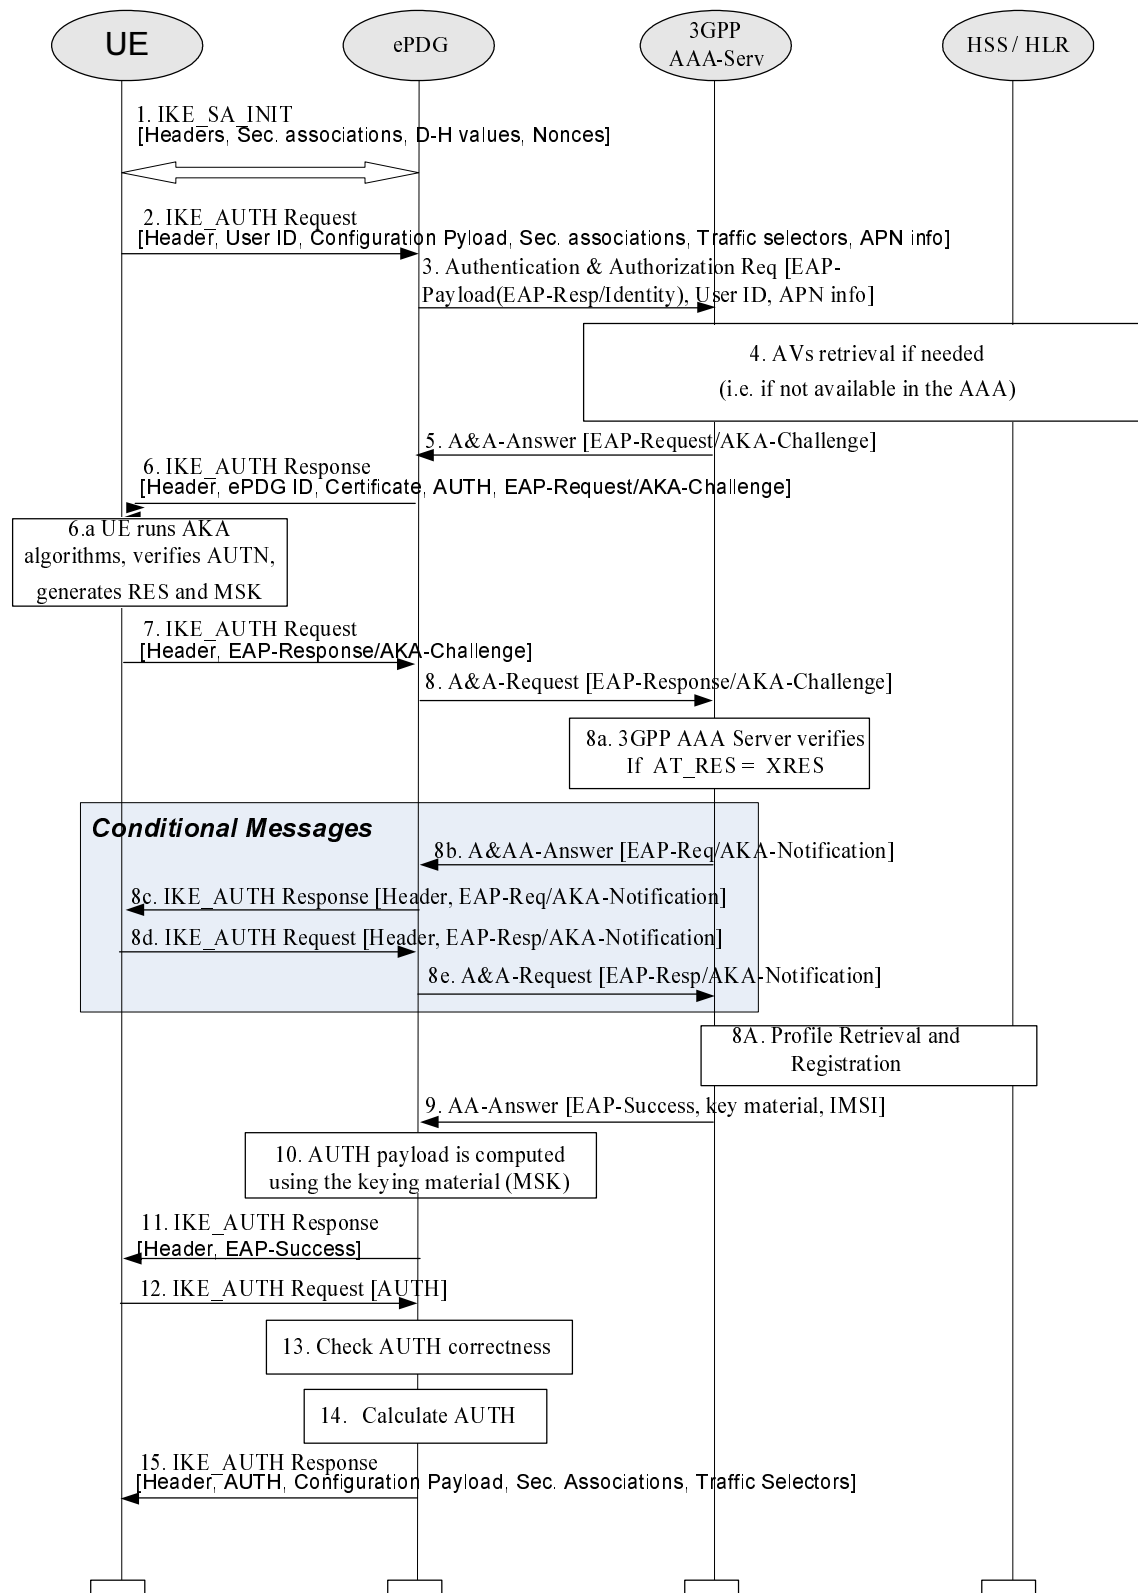 UE
ePDG
3GPP
AAA-Serv
HSS / HLR
1. IKE_SA_INIT
[Headers, Sec. associations, D-H values, Nonces]
2. IKE_AUTH Request
[Header, User ID, Configuration Pyload, Sec. associations, Traffic selectors, APN info]
3. Authentication & Authorization Req [EAP-
Payload(EAP-Resp/Identity), User ID, APN info]
4. AVs retrieval if needed
(i.e. if not available in the AAA)
5. A&A-Answer [EAP-Request/AKA-Challenge]
6. IKE_AUTH Response
[Header, ePDG ID, Certificate, AUTH, EAP-Request/AKA-Challenge]
6.a UE runs AKA
algorithms, verifies AUTN,
generates RES and MSK
7. IKE_AUTH Request
[Header, EAP-Response/AKA-Challenge]
8. A&A-Request [EAP-Response/AKA-Challenge]
8a. 3GPP AAA Server verifies
If AT_RES = XRES
Conditional Messages
8b. A&AA-Answer [EAP-Req/AKA-Notification]
8c. IKE_AUTH Response [Header, EAP-Req/AKA-Notification]
8d. IKE_AUTH Request [Header, EAP-Resp/AKA-Notification]
8e. A&A-Request [EAP-Resp/AKA-Notification]
8A. Profile Retrieval and
Registration
9. AA-Answer [EAP-Success, key material, IMSI]
10. AUTH payload is computed
using the keying material (MSK)
11. IKE_AUTH Response
[Header, EAP-Success]
12. IKE_AUTH Request [AUTH]
13. Check AUTH correctness
14. Calculate AUTH
15. IKE_AUTH Response
[Header, AUTH, Configuration Payload, Sec. Associations, Traffic Selectors]